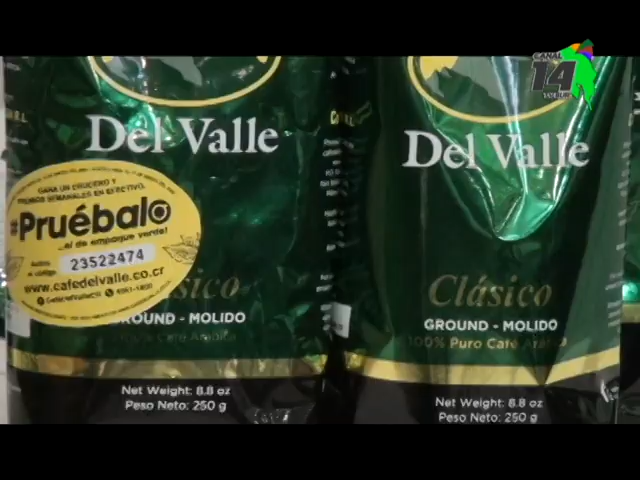 CANAL
14
Del Valle
Del Valle
GANA UN CRUCERO Y
PREMIOS SEMANALES EN EFECTIVO.
#Pruébalo
...el de empaque verde!
23522474
www.cafedelvalle.co.cr
Clásico
GROUND - MOLIDO
GROUND - MOLIDO
100% Puro Café
Net Weight: 8.8 oz
Peso Neto: 250 g
Net Weight: 8.8 oz
Peso Neto: 250 g